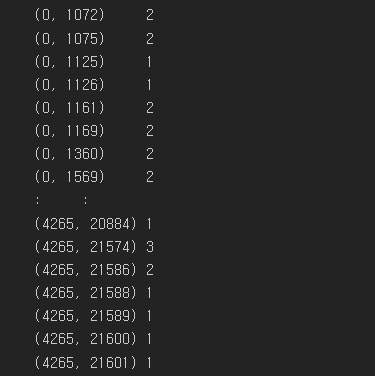 (0, 1072) 2
(0, 1075) 2
(0, 1125) 1
(0, 1126) 1
(0, 1161) 2
(0, 1169) 2
(0, 1360) 2
(0, 1569) 2
: :
(4265, 20884) 1
(4265, 21574) 3
(4265, 21586) 2
(4265, 21588) 1
(4265, 21589) 1
(4265, 21600) 1
(4265, 21601) 1